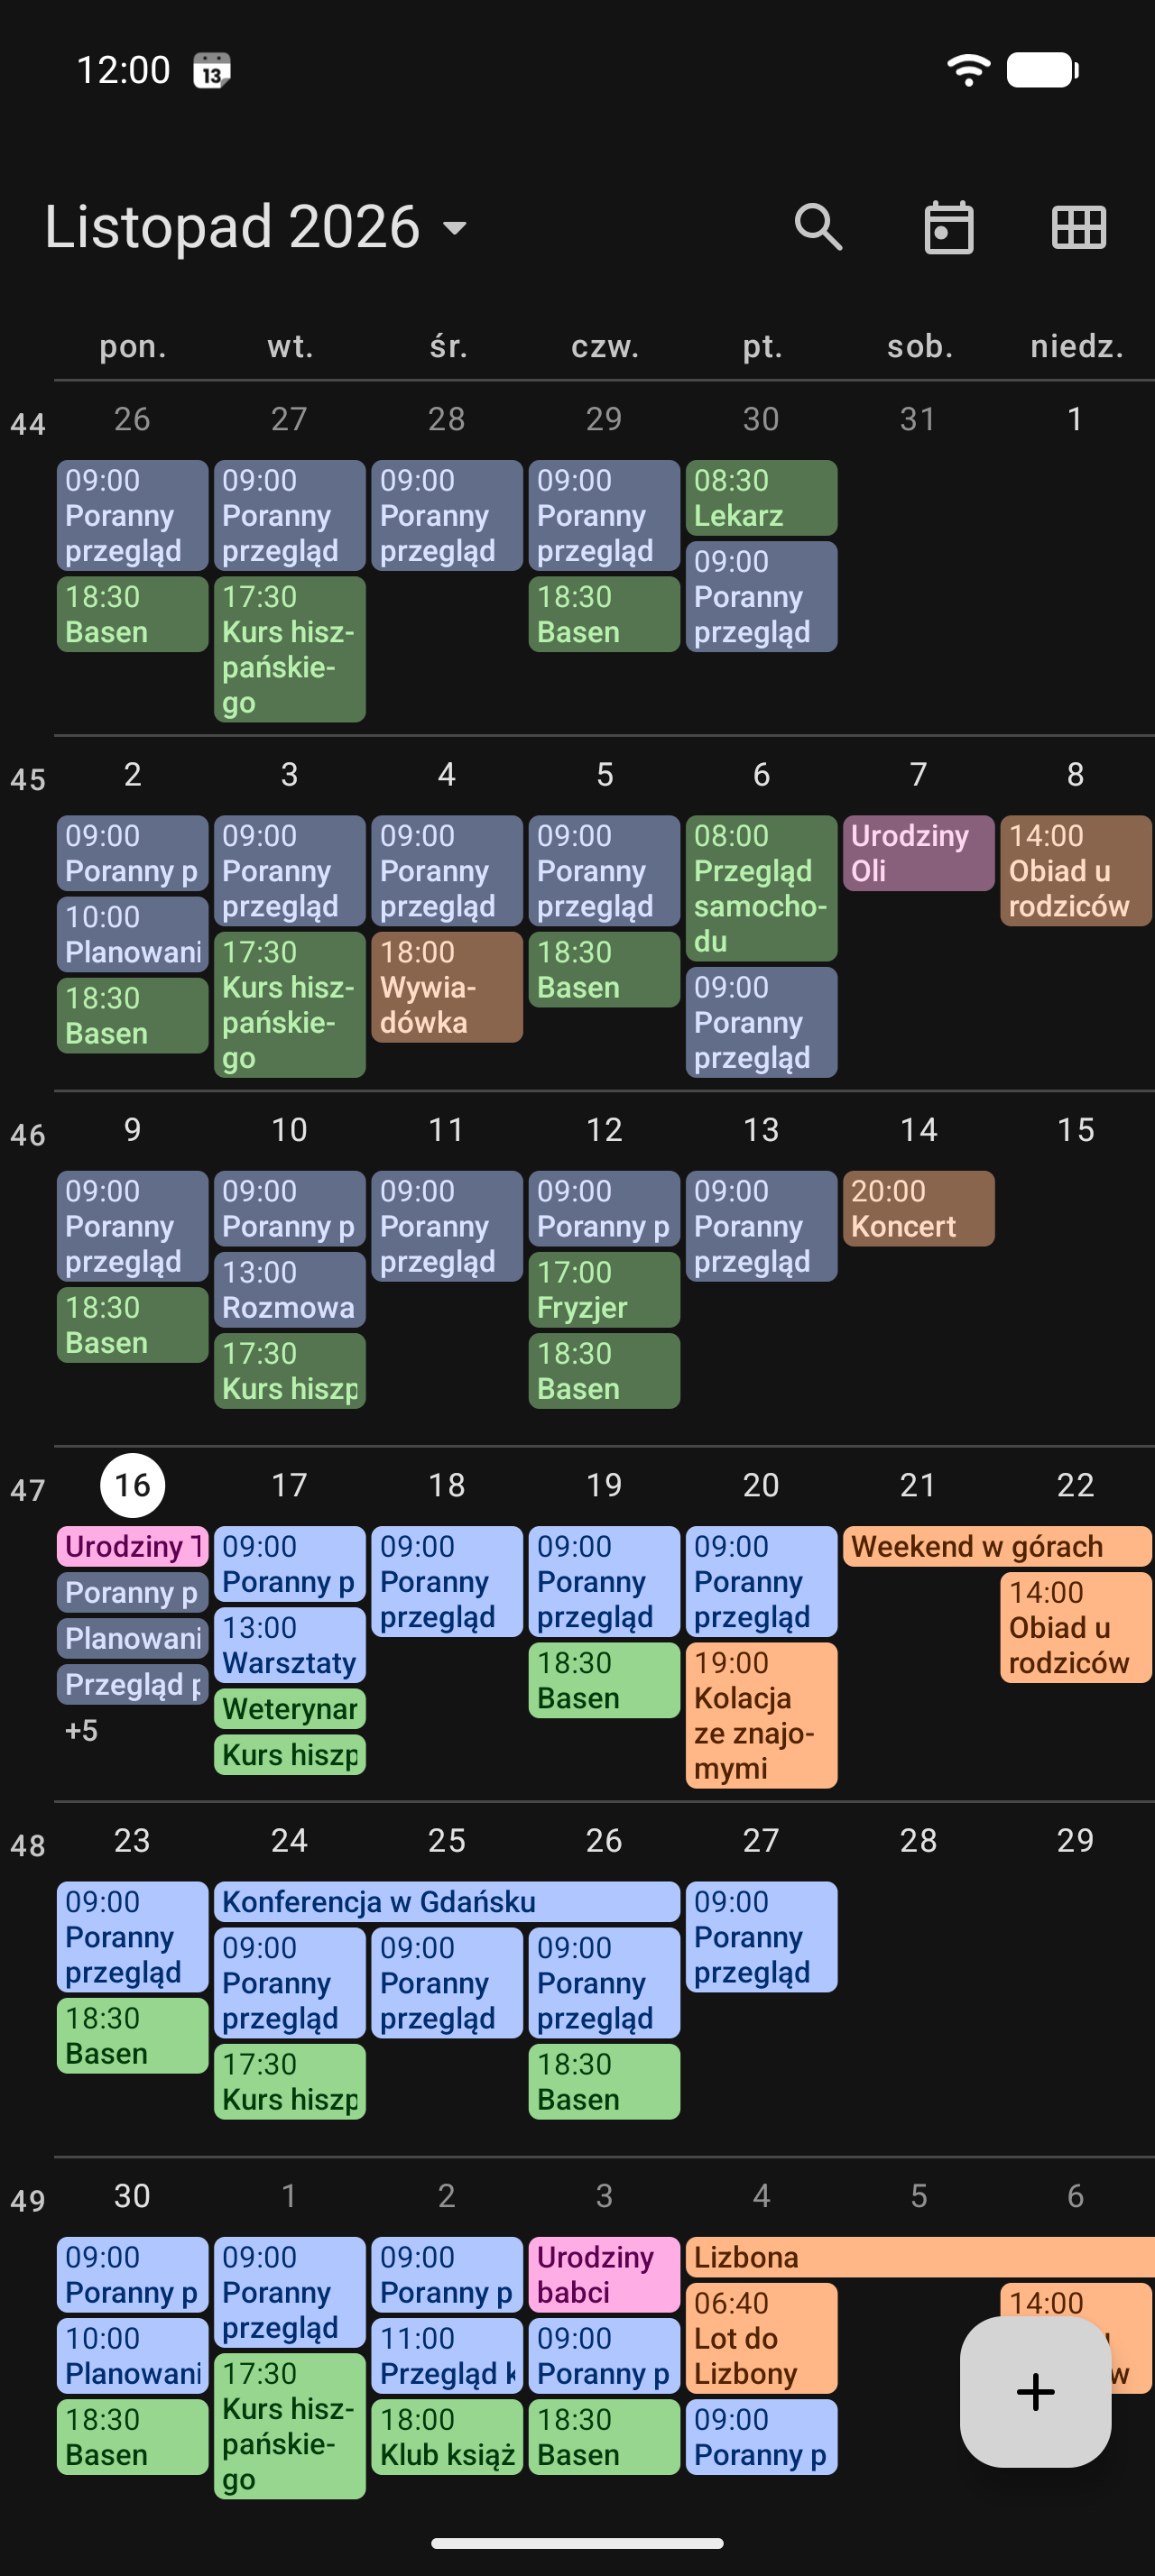 12:00 13
Listopad 2026
pon. wt. śr. czw. pt. sob. niedz.
44 26 27 28 29 30 31 1
09:00
Poranny
przegląd
18:30
Basen
09:00
Poranny
przegląd
17:30
Kurs hisz-
pańskie-
go
09:00
Poranny
przegląd
09:00
Poranny
przegląd
18:30
Basen
08:30
Lekarz
09:00
Poranny
przegląd
45 2 3 4 5 6 7 8
09:00
Poranny p
10:00
Planowani
18:30
Basen
09:00
Poranny
przegląd
17:30
Kurs hisz-
pańskie-
go
09:00
Poranny
przegląd
18:00
Wywia-
dówka
09:00
Poranny
przegląd
18:30
Basen
08:00
Przegląd
samocho-
du
09:00
Poranny
przegląd
Urodziny
Oli
14:00
Obiad u
rodziców
46 9 10 11 12 13 14 15
09:00
Poranny
przegląd
18:30
Basen
09:00
Poranny p
13:00
Rozmowa
17:30
Kurs hiszp
09:00
Poranny
przegląd
09:00
Poranny p
17:00
Fryzjer
18:30
Basen
09:00
Poranny
przegląd
20:00
Koncert
47 16 17 18 19 20 21 22
Urodziny
Poranny p
Planowani
Przegląd p
+5
09:00
Poranny p
13:00
Warsztaty
Weterynar
Kurs hiszp
09:00
Poranny
przegląd
09:00
Poranny
przegląd
18:30
Basen
09:00
Poranny
przegląd
19:00
Kolacja
ze znajo-
mymi
Weekend w górach
14:00
Obiad u
rodziców
48 23 24 25 26 27 28 29
09:00
Poranny
przegląd
18:30
Basen
Konferencja w Gdańsku
09:00
Poranny
przegląd
17:30
Kurs hiszp
09:00
Poranny
przegląd
09:00
Poranny
przegląd
18:30
Basen
09:00
Poranny
przegląd
49 30 1 2 3 4 5 6
09:00
Poranny p
10:00
Planowani
18:30
Basen
09:00
Poranny
przegląd
17:30
Kurs hisz-
pańskie-
go
09:00
Poranny p
11:00
Przegląd k
18:00
Klub książ
Urodziny
babci
09:00
Poranny p
18:30
Basen
Lizbona
06:40
Lot do
Lizbony
09:00
Poranny p
14:00